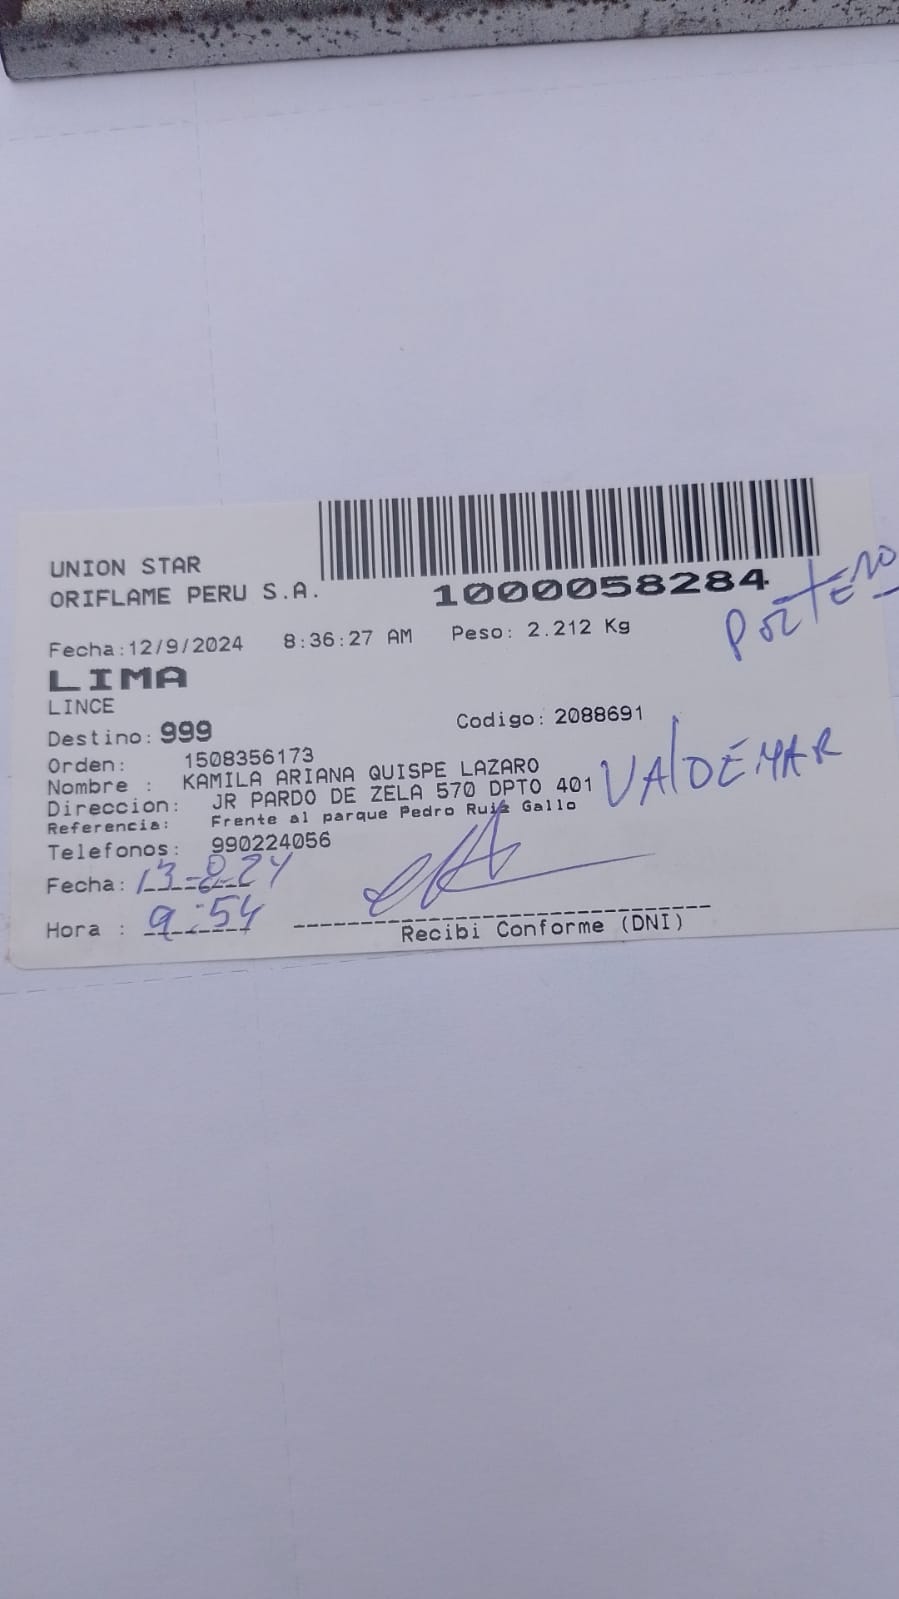 UNION STAR
ORIFLAME PERU S.A.
1000058284
PORTERO
Fecha:12/9/2024 8:36:27 AM Peso: 2.212 Kg
LIMA
LINCE
Destino: 999 Codigo: 2088691
Orden: 1508356173
Nombre : KAMILA ARIANA QUISPE LAZARO
Direccion: JR PARDO DE ZELA 570 DPTO 401
VAlDEMAR
Referencia: Frente al parque Pedro Ruiz Gallo
Telefonos: 990224056
Fecha: 13-8-24
Hora : 9:54
Recibi Conforme (DNI)